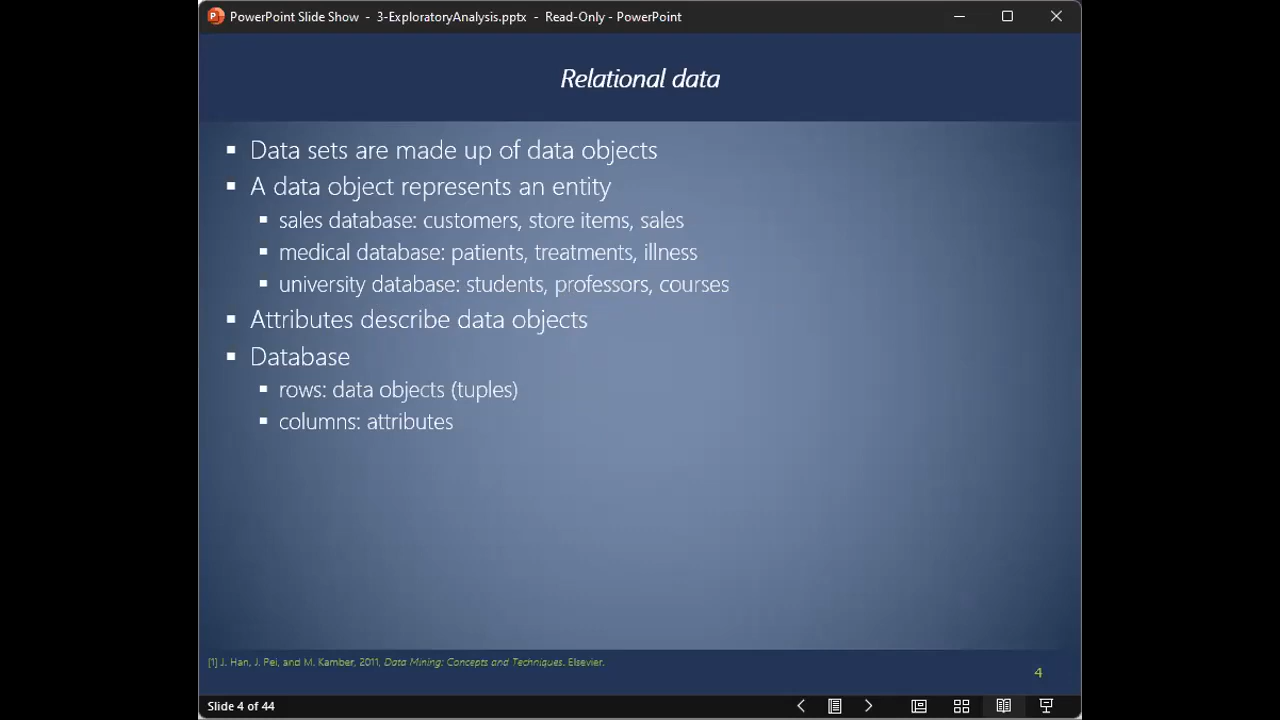 PowerPoint Slide Show - 3-ExploratoryAnalysis.pptx - Read-Only - PowerPoint
Relational data
▪ Data sets are made up of data objects
▪ A data object represents an entity
▪ sales database: customers, store items, sales
▪ medical database: patients, treatments, illness
▪ university database: students, professors, courses
▪ Attributes describe data objects
▪ Database
▪ rows: data objects (tuples)
▪ columns: attributes
[1] J. Han, J. Pei, and M. Kamber, 2011, Data Mining: Concepts and Techniques. Elsevier.
4
Slide 4 of 44